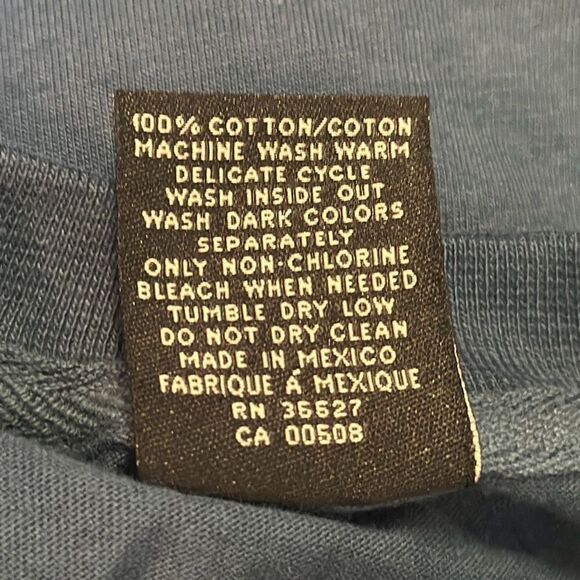 100% COTTON/COTON
MACHINE WASH WARM
DELICATE CYCLE
WASH INSIDE OUT
WASH DARK COLORS
SEPARATELY
ONLY NON-CHLORINE
BLEACH WHEN NEEDED
TUMBLE DRY LOW
DO NOT DRY CLEAN
MADE IN MEXICO
FABRIQUE Á MEXIQUE
RN 35527
CA 00508